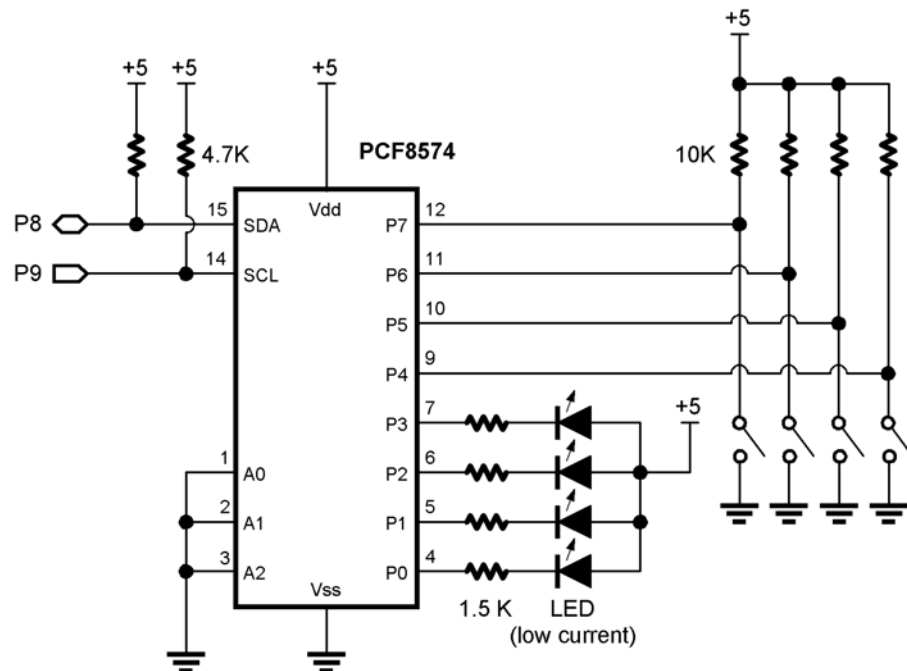 +5
+5 +5 +5
4.7K PCF8574 10K
Vdd
P8 15 SDA P7 12
P9 14 SCL P6 11
P5 10
P4 9
P3 7 +5
1 A0 P2 6
2 A1 P1 5
3 A2 P0 4
Vss
1.5 K LED
(low current)